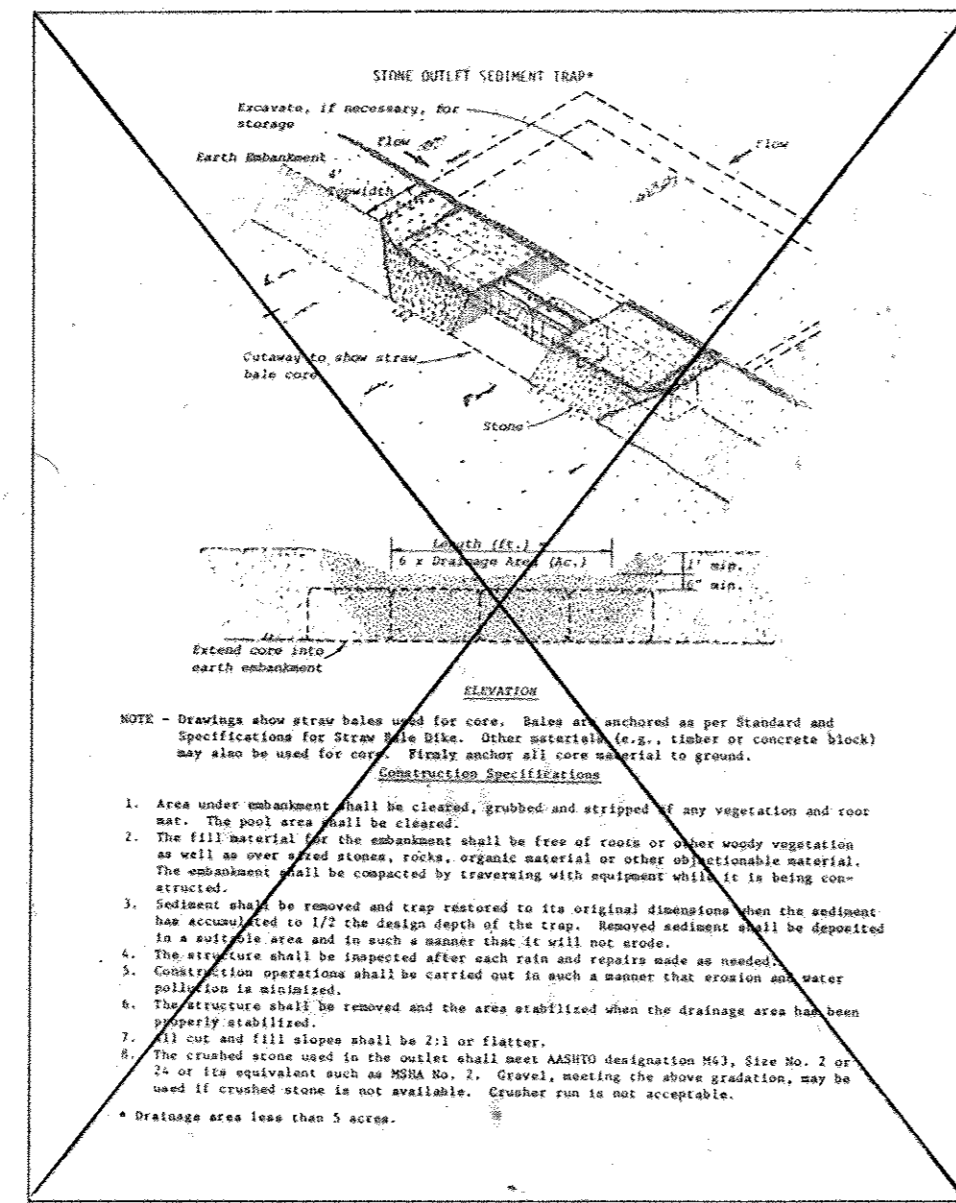 STONE OUTLET SEDIMENT TRAP*
Excavate, if necessary, for
storage
Flow
Flow
Earth Embankment
4'
Topwidth
Cutaway to show straw
bale core
Stone
Length (ft.) =
6 x Drainage Area (Ac.)
1' min.
6" min.
Extend core into
earth embankment
ELEVATION
NOTE - Drawings show straw bales used for core. Bales are anchored as per Standard and
Specifications for Straw Bale Dike. Other materials (e.g., timber or concrete block)
may also be used for core. Firmly anchor all core material to ground.
Construction Specifications
1. Area under embankment shall be cleared, grubbed and stripped of any vegetation and root
mat. The pool area shall be cleared.
2. The fill material for the embankment shall be free of roots or other woody vegetation
as well as over sized stones, rocks, organic material or other objectionable material.
The embankment shall be compacted by traversing with equipment while it is being con-
structed.
3. Sediment shall be removed and trap restored to its original dimensions when the sediment
has accumulated to 1/2 the design depth of the trap. Removed sediment shall be deposited
in a suitable area and in such a manner that it will not erode.
4. The structure shall be inspected after each rain and repairs made as needed.
5. Construction operations shall be carried out in such a manner that erosion and water
pollution is minimized.
6. The structure shall be removed and the area stabilized when the drainage area has been
properly stabilized.
7. All cut and fill slopes shall be 2:1 or flatter.
8. The crushed stone used in the outlet shall meet AASHTO designation M43, Size No. 2 or
24 or its equivalent such as MSHA No. 2. Gravel, meeting the above gradation, may be
used if crushed stone is not available. Crusher run is not acceptable.
* Drainage area less than 5 acres.